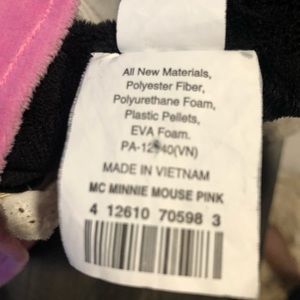 All New Materials,
Polyester Fiber,
Polyurethane Foam,
Plastic Pellets,
EVA Foam.
MADE IN VIETNAM
MC MINNIE MOUSE PINK
4 12610 70598 3